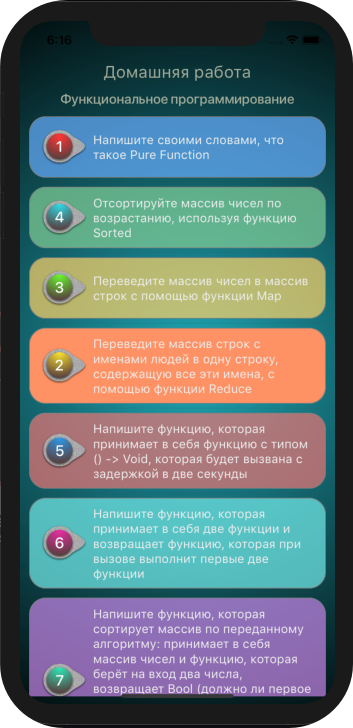 6:16
Домашняя работа
Функциональное программирование
1
Напишите своими словами, что
такое Pure Function
4
Отсортируйте массив чисел по
возрастанию, используя функцию
Sorted
3
Переведите массив чисел в массив
строк с помощью функции Map
2
Переведите массив строк с
именами людей в одну строку,
содержащую все эти имена, с
помощью функции Reduce
5
Напишите функцию, которая
принимает в себя функцию с типом
() -> Void, которая будет вызвана с
задержкой в две секунды
6
Напишите функцию, которая
принимает в себя две функции и
возвращает функцию, которая при
вызове выполнит первые две
функции
7
Напишите функцию, которая
сортирует массив по переданному
алгоритму: принимает в себя
массив чисел и функцию, которая
берёт на вход два числа,
возвращает Bool (должно ли первое